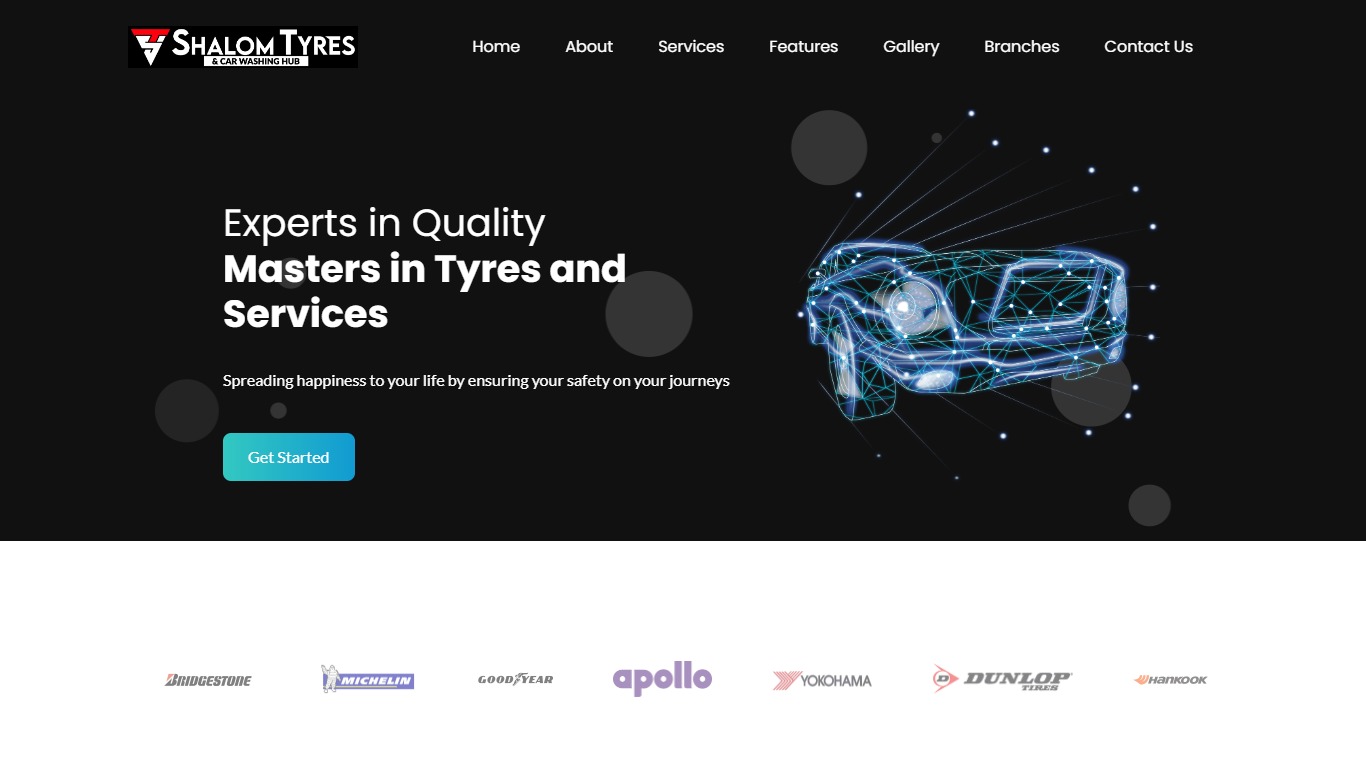 SHALOM TYRES
& CAR WASHING HUB
Home About Services Features Gallery Branches Contact Us
Experts in Quality
Masters in Tyres and
Services
Spreading happiness to your life by ensuring your safety on your journeys
Get Started
BRIDGESTONE MICHELIN GOODYEAR apollo YOKOHAMA D DUNLOP TIRES HANKOOK